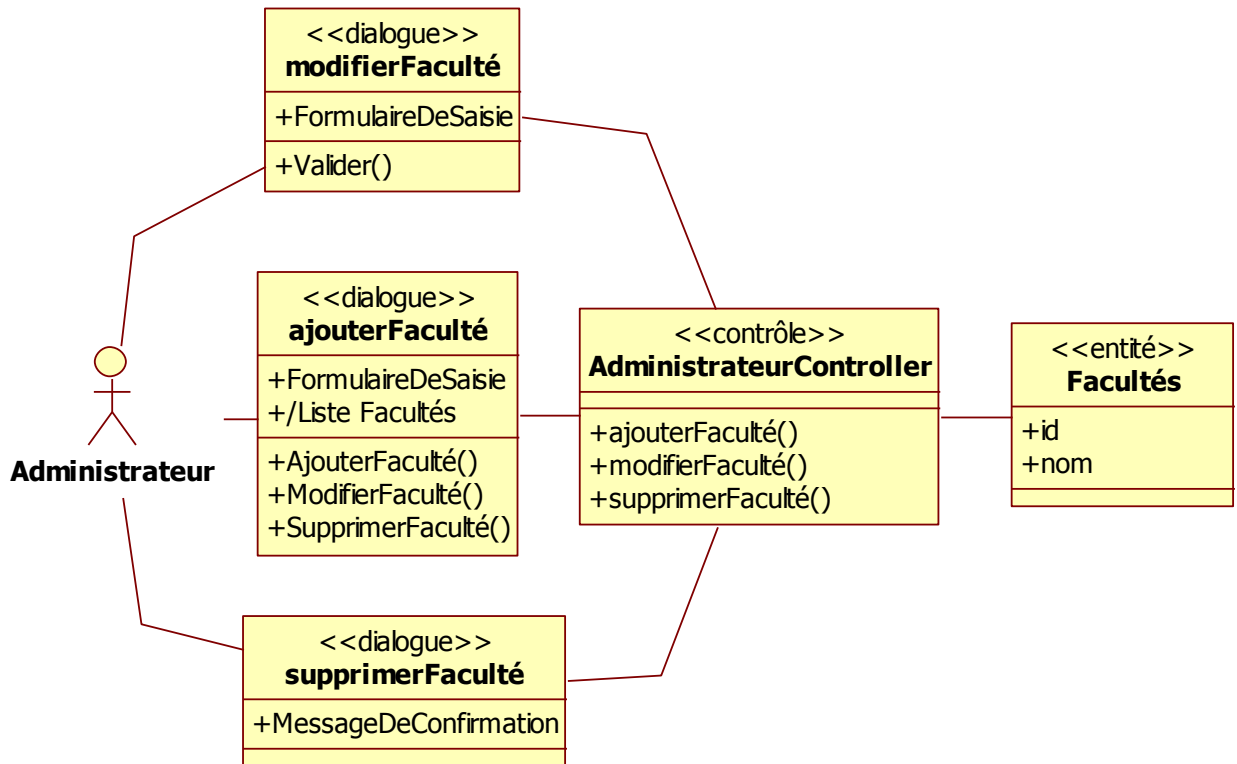 <<dialogue>>
modifierFaculté
+FormulaireDeSaisie
+Valider()
<<dialogue>>
ajouterFaculté
+FormulaireDeSaisie
+/Liste Facultés
+AjouterFaculté()
+ModifierFaculté()
+SupprimerFaculté()
Administrateur
<<contrôle>>
AdministrateurController
+ajouterFaculté()
+modifierFaculté()
+supprimerFaculté()
<<entité>>
Facultés
+id
+nom
<<dialogue>>
supprimerFaculté
+MessageDeConfirmation